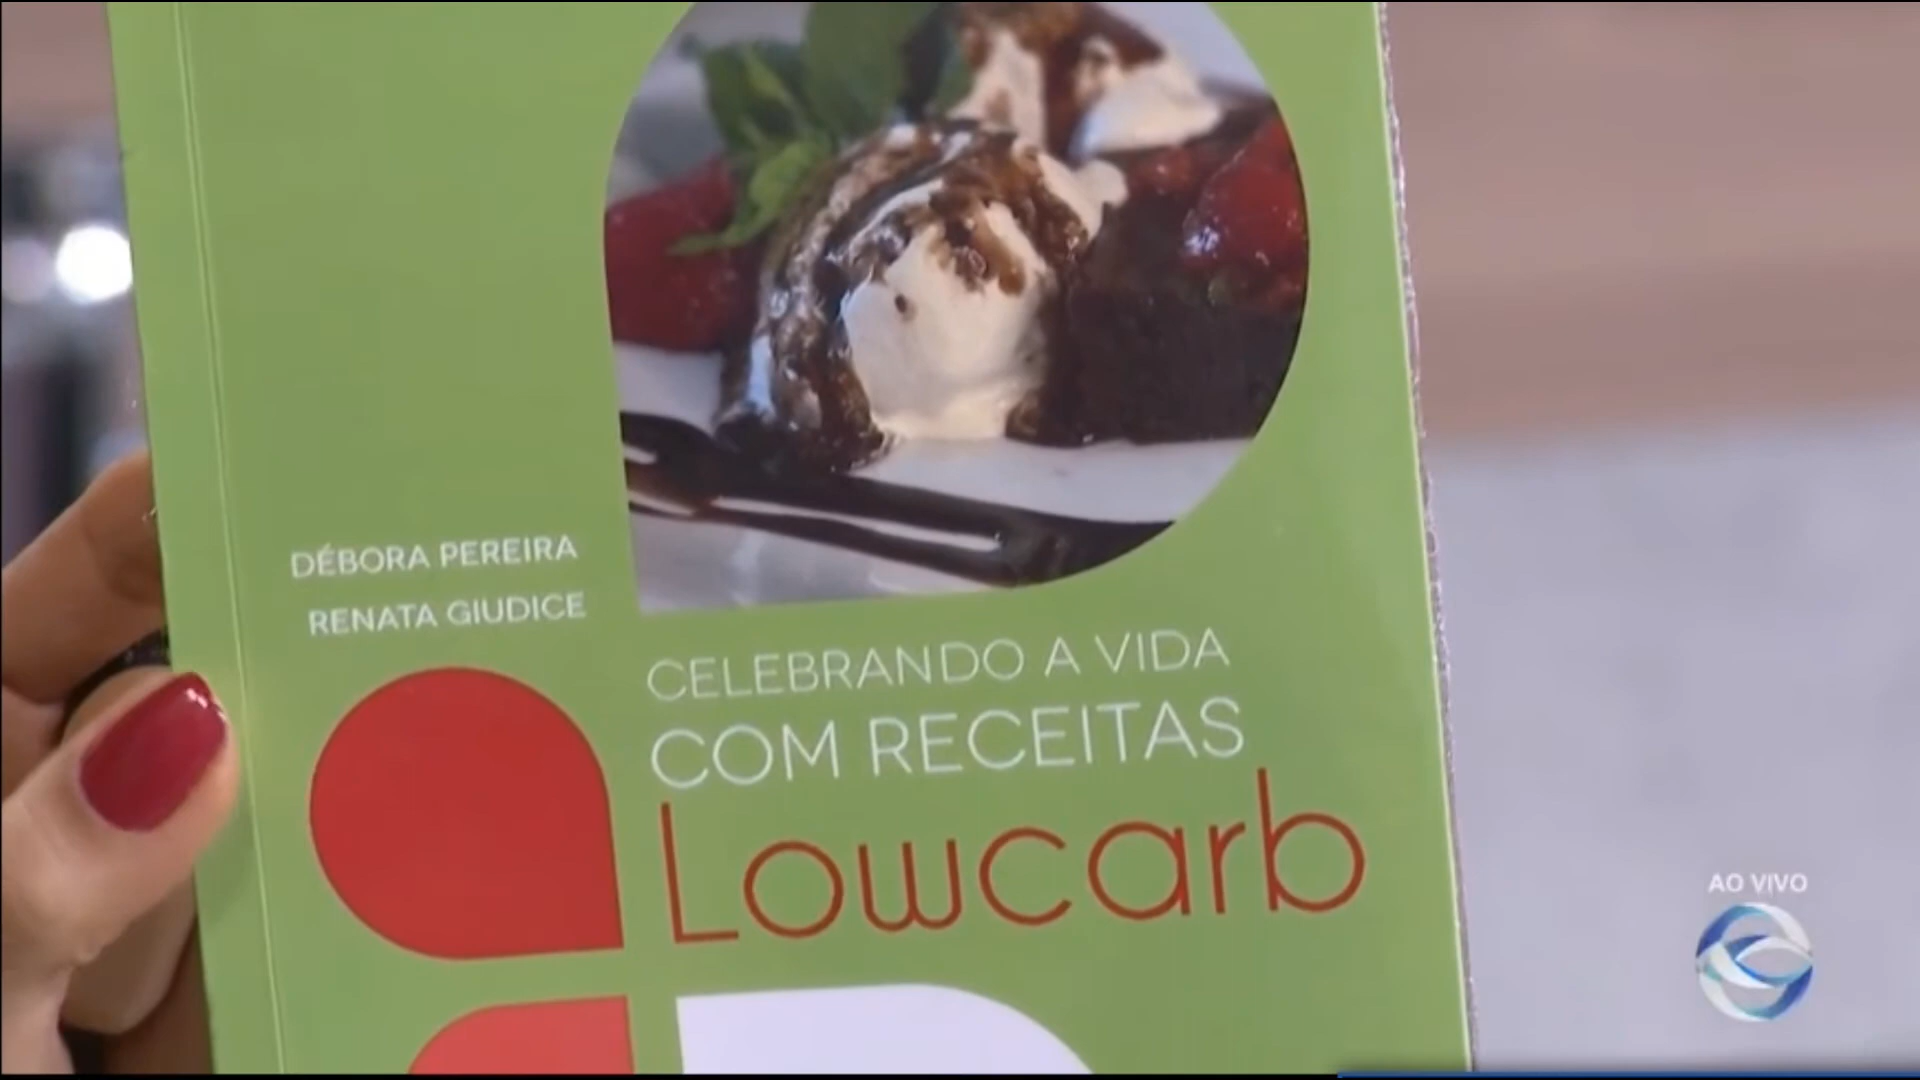 DÉBORA PEREIRA
RENATA GIUDICE
CELEBRANDO A VIDA
COM RECEITAS
Lowcarb
AO VIVO